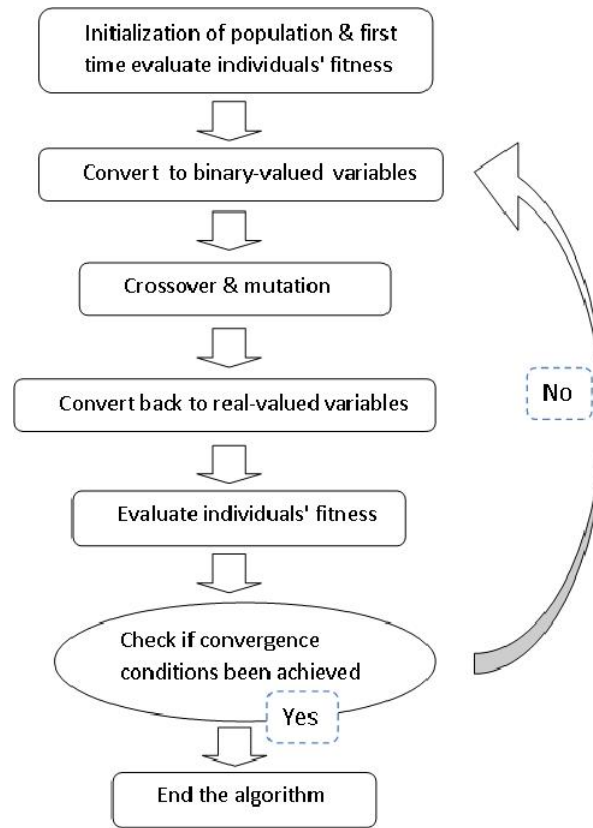 Initialization of population & first
time evaluate individuals' fitness
Convert to binary-valued variables
Crossover & mutation
Convert back to real-valued variables
No
Evaluate individuals' fitness
Check if convergence
conditions been achieved
Yes
End the algorithm